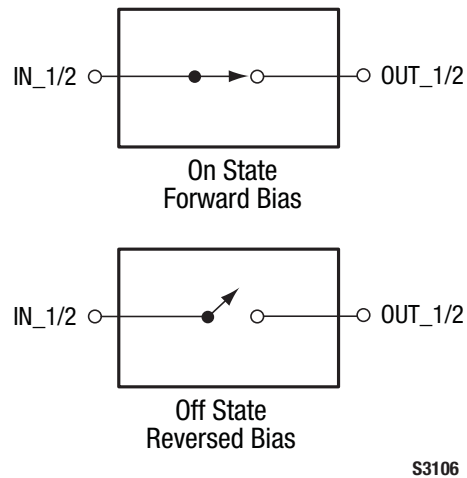 IN_1/2 OUT_1/2
On State
Forward Bias
IN_1/2 OUT_1/2
Off State
Reversed Bias
S3106